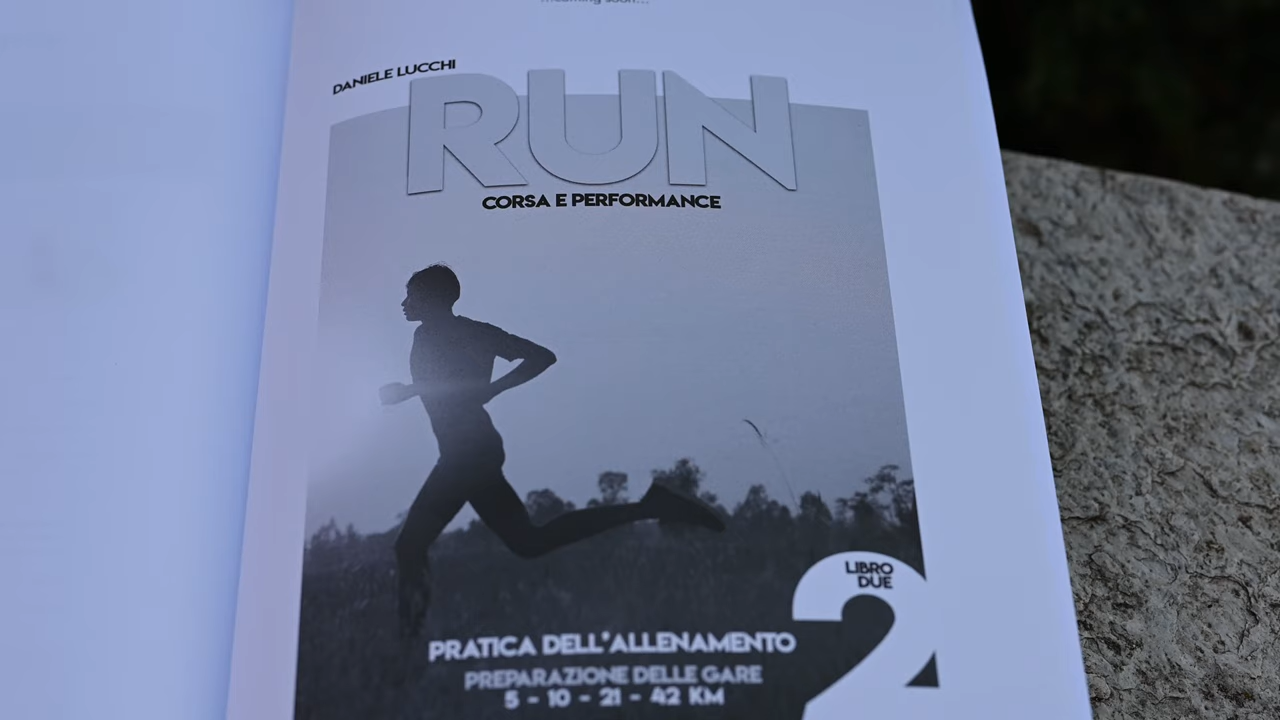 DANIELE LUCCHI
RUN
CORSA E PERFORMANCE
LIBRO
DUE
2
PRATICA DELL'ALLENAMENTO
PREPARAZIONE DELLE GARE
5 - 10 - 21 - 42 KM